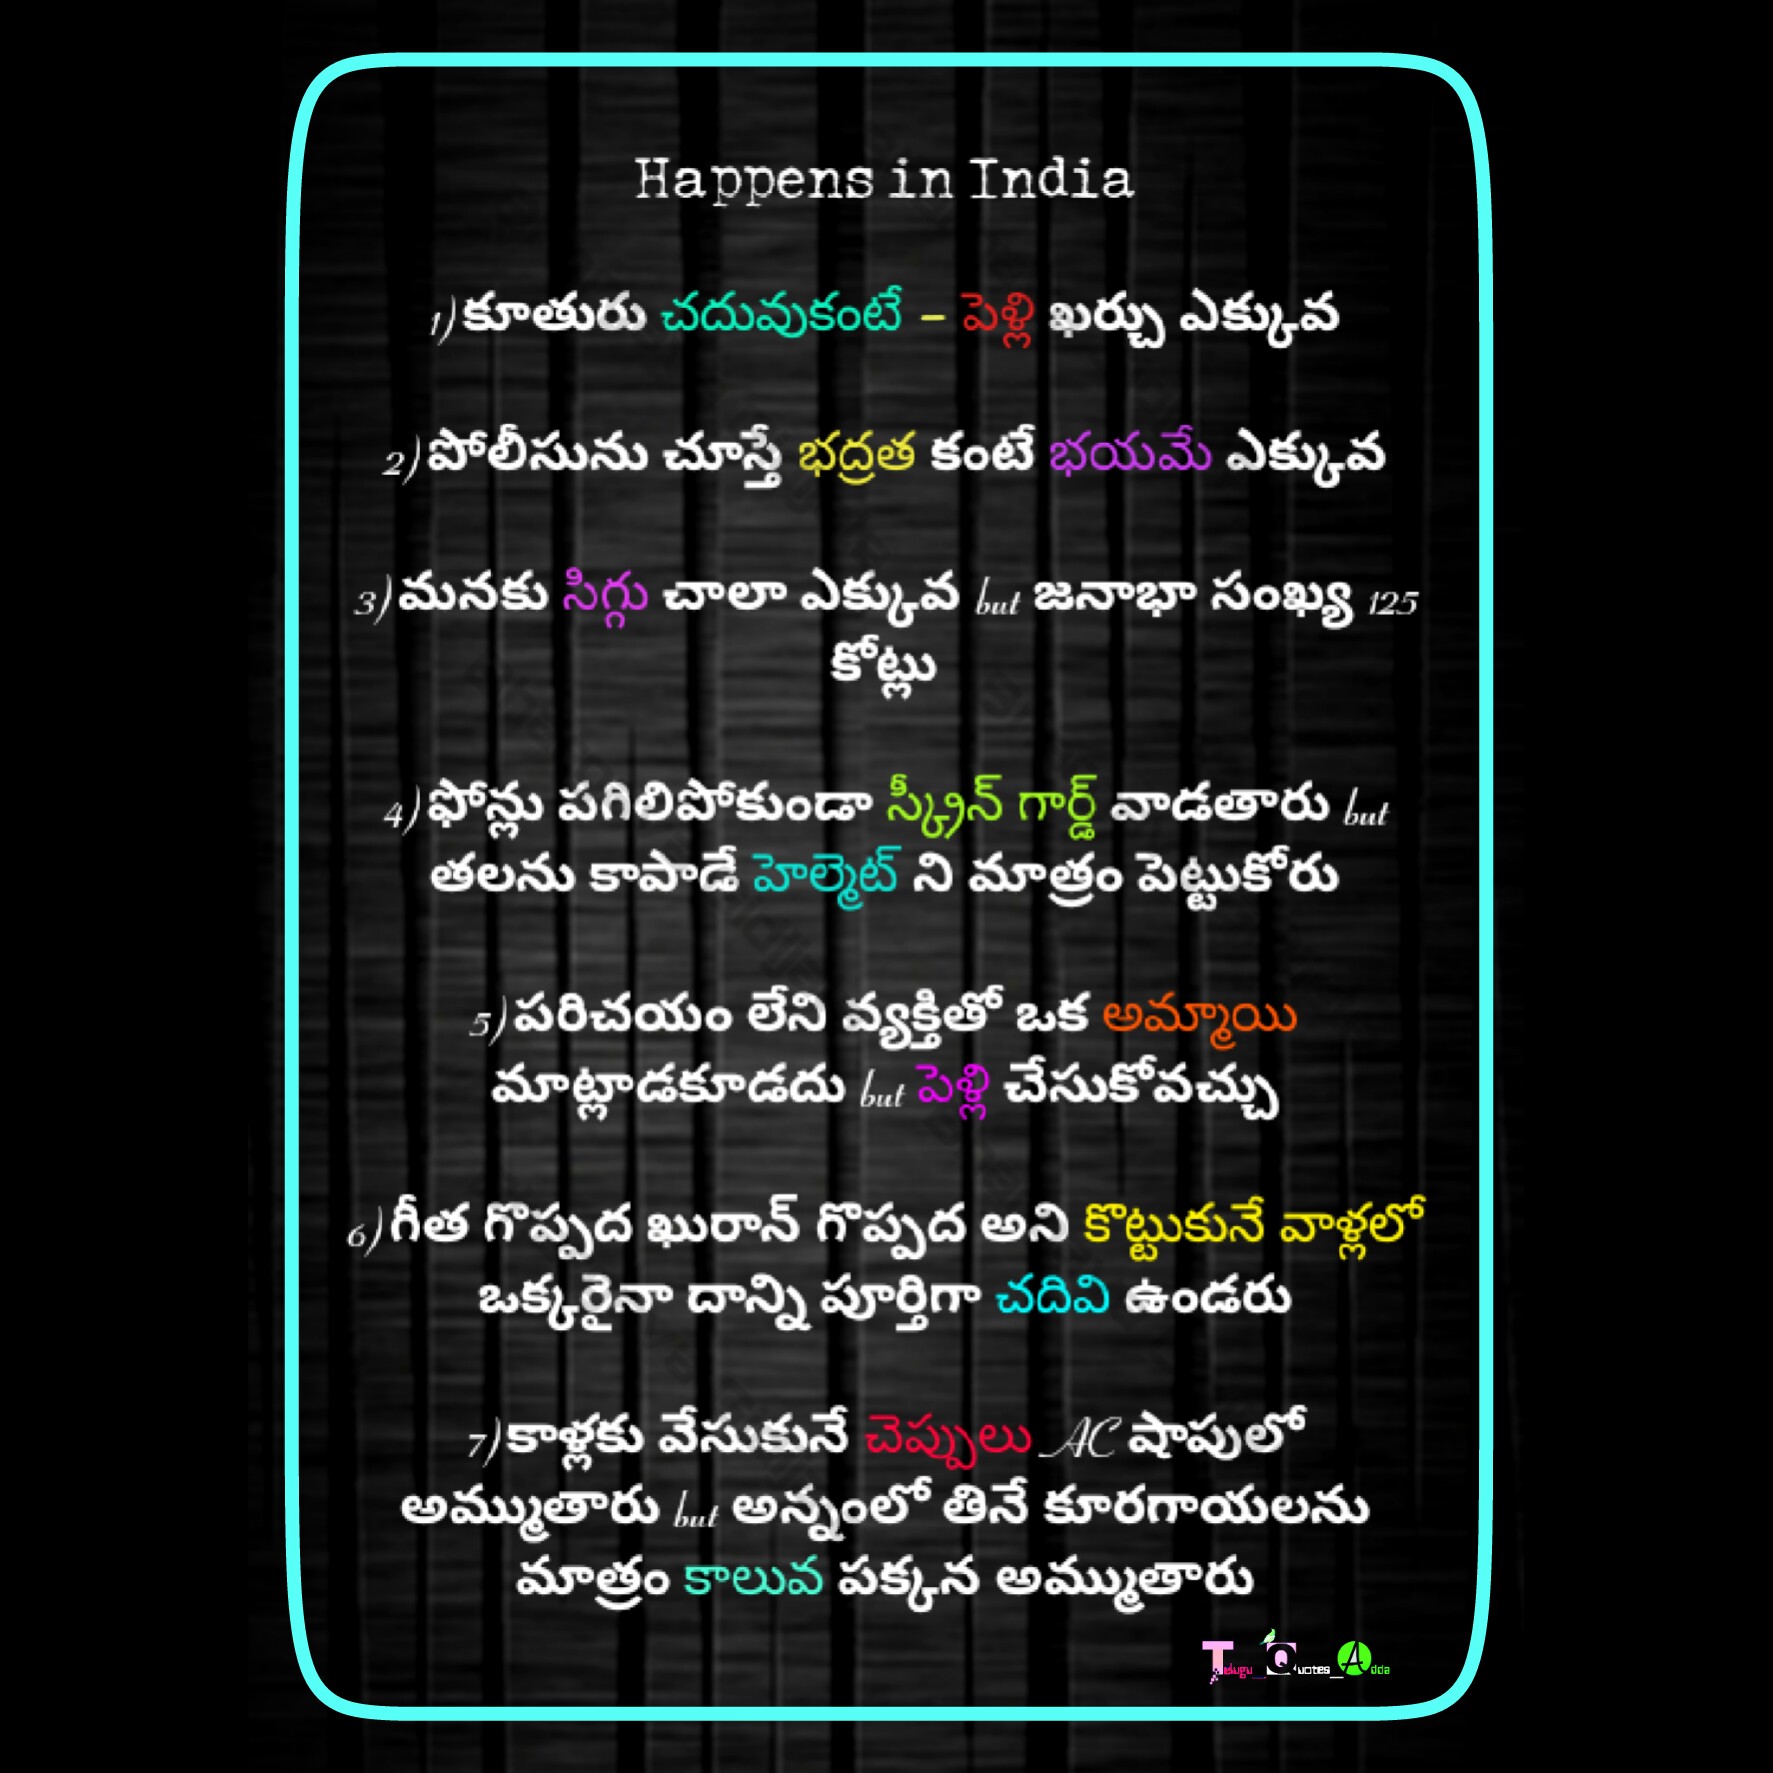 Happens in India
1)కూతురు చదువుకంటే - పెళ్లి ఖర్చు ఎక్కువ
2)పోలీసును చూస్తే భద్రత కంటే భయమే ఎక్కువ
3)మనకు సిగ్గు చాలా ఎక్కువ but జనాభా సంఖ్య 125
కోట్లు
4)ఫోన్లు పగిలిపోకుండా స్క్రీన్ గార్డ్ వాడతారు but
తలను కాపాడే హెల్మెట్ ని మాత్రం పెట్టుకోరు
5)పరిచయం లేని వ్యక్తితో ఒక అమ్మాయి
మాట్లాడకూడదు but పెళ్లి చేసుకోవచ్చు
6)గీత గొప్పద ఖురాన్ గొప్పద అని కొట్టుకునే వాళ్లలో
ఒక్కరైనా దాన్ని పూర్తిగా చదివి ఉండరు
7)కాళ్లకు వేసుకునే చెప్పులు AC షాపులో
అమ్ముతారు but అన్నంలో తినే కూరగాయలను
మాత్రం కాలువ పక్కన అమ్ముతారు
Telugu_Quotes_Adda